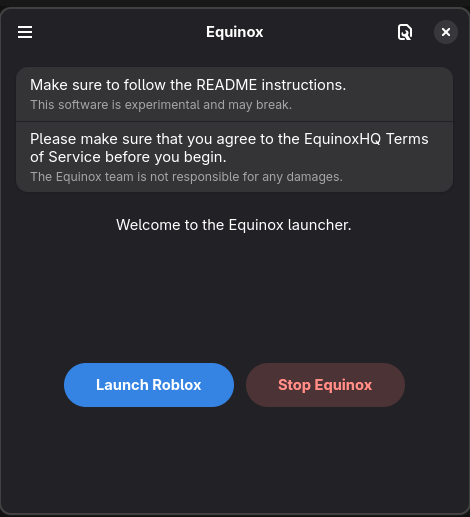 Equinox
Make sure to follow the README instructions.
This software is experimental and may break.
Please make sure that you agree to the EquinoxHQ Terms
of Service before you begin.
The Equinox team is not responsible for any damages.
Welcome to the Equinox launcher.
Launch Roblox
Stop Equinox